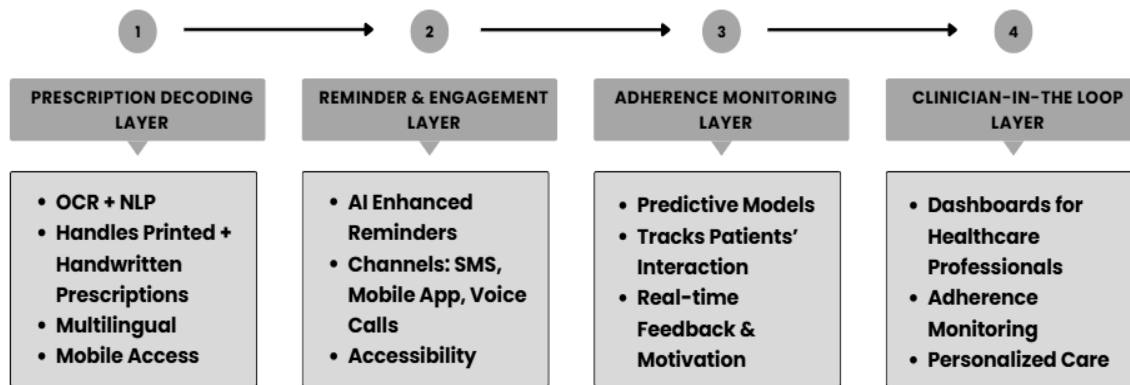 1
2
3
4
PRESCRIPTION DECODING
LAYER
• OCR + NLP
• Handles Printed +
Handwritten
Prescriptions
• Multilingual
• Mobile Access
REMINDER & ENGAGEMENT
LAYER
• AI Enhanced
Reminders
• Channels: SMS,
Mobile App, Voice
Calls
• Accessibility
ADHERENCE MONITORING
LAYER
• Predictive Models
• Tracks Patients’
Interaction
• Real-time
Feedback &
Motivation
CLINICIAN-IN-THE LOOP
LAYER
• Dashboards for
Healthcare
Professionals
• Adherence
Monitoring
• Personalized Care